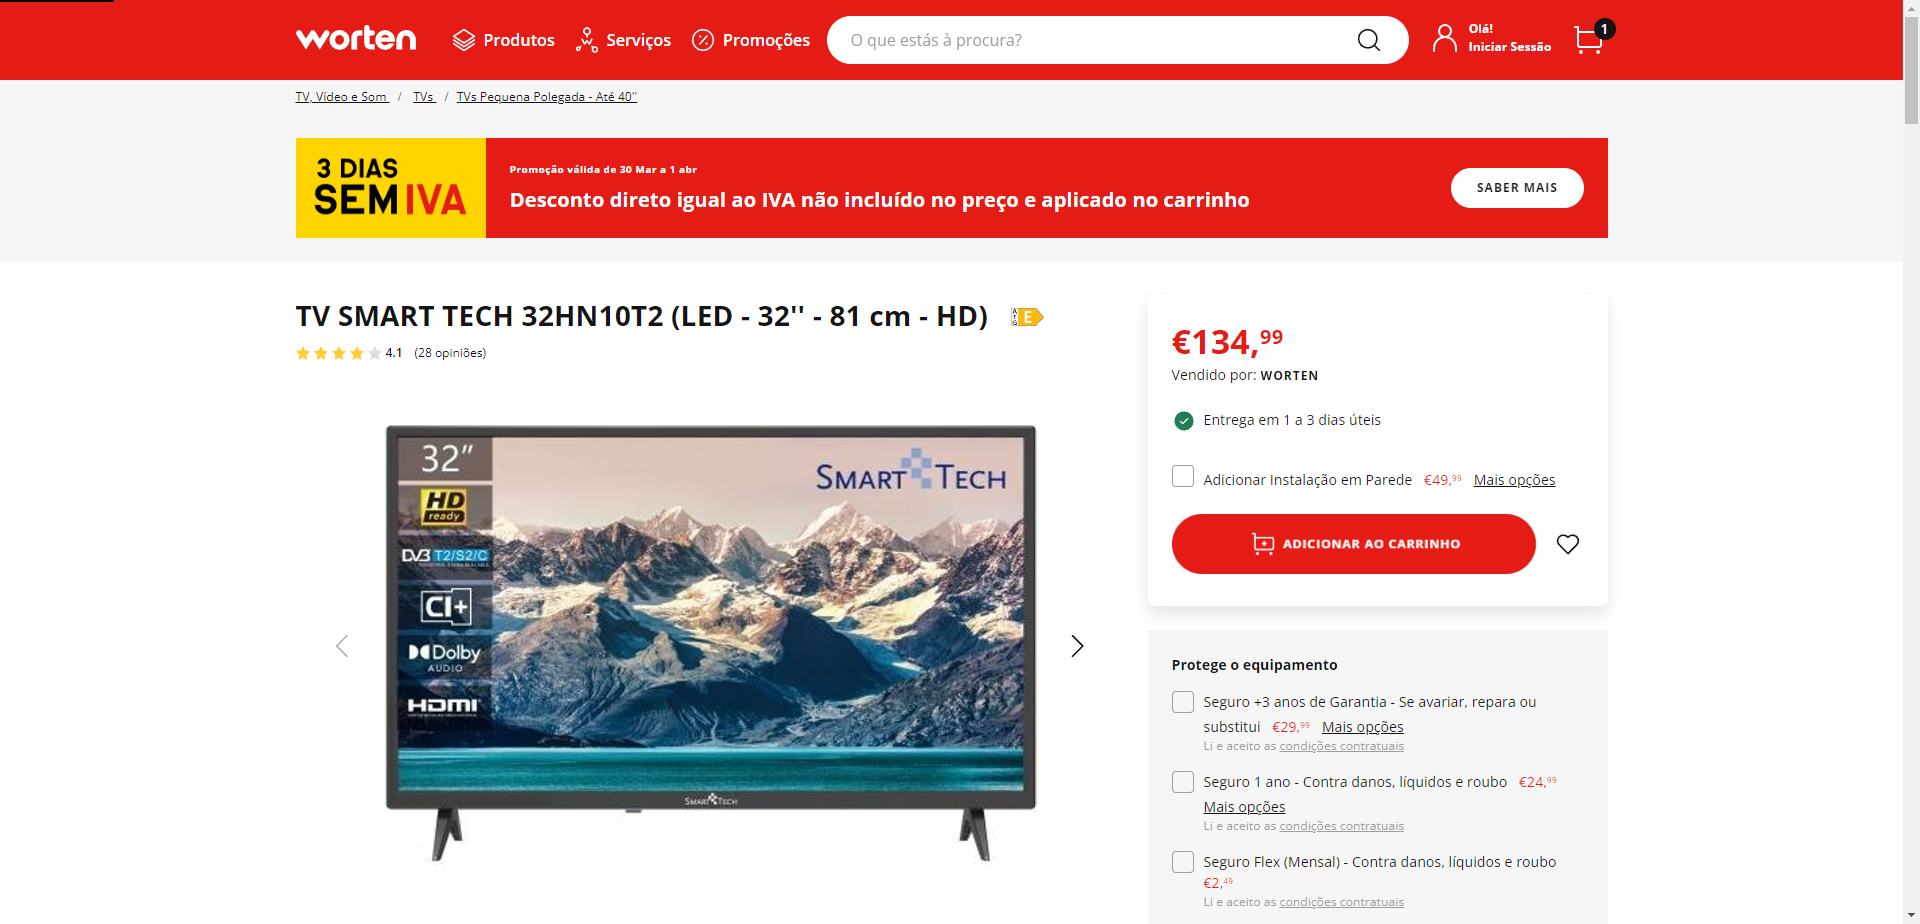 worten
Produtos
Serviços
Promoções
O que estás à procura?
Olá!
Iniciar Sessão
1
TV, Vídeo e Som / TVs / TVs Pequena Polegada - Até 40''
3 DIAS
SEM IVA
Promoção válida de 30 Mar a 1 abr
Desconto direto igual ao IVA não incluído no preço e aplicado no carrinho
SABER MAIS
TV SMART TECH 32HN10T2 (LED - 32'' - 81 cm - HD)
A
G
E
4.1 (28 opiniões)
32"
HD
ready
DVB T2/S2/C
CI+
Dolby
AUDIO
HDMI
SMART TECH
SMART TECH
€134,99
Vendido por: WORTEN
Entrega em 1 a 3 dias úteis
Adicionar Instalação em Parede €49,99 Mais opções
ADICIONAR AO CARRINHO
Protege o equipamento
Seguro +3 anos de Garantia - Se avariar, repara ou
substitui €29,99 Mais opções
Li e aceito as condições contratuais
Seguro 1 ano - Contra danos, líquidos e roubo €24,99
Mais opções
Li e aceito as condições contratuais
Seguro Flex (Mensal) - Contra danos, líquidos e roubo
€2,49
Li e aceito as condições contratuais